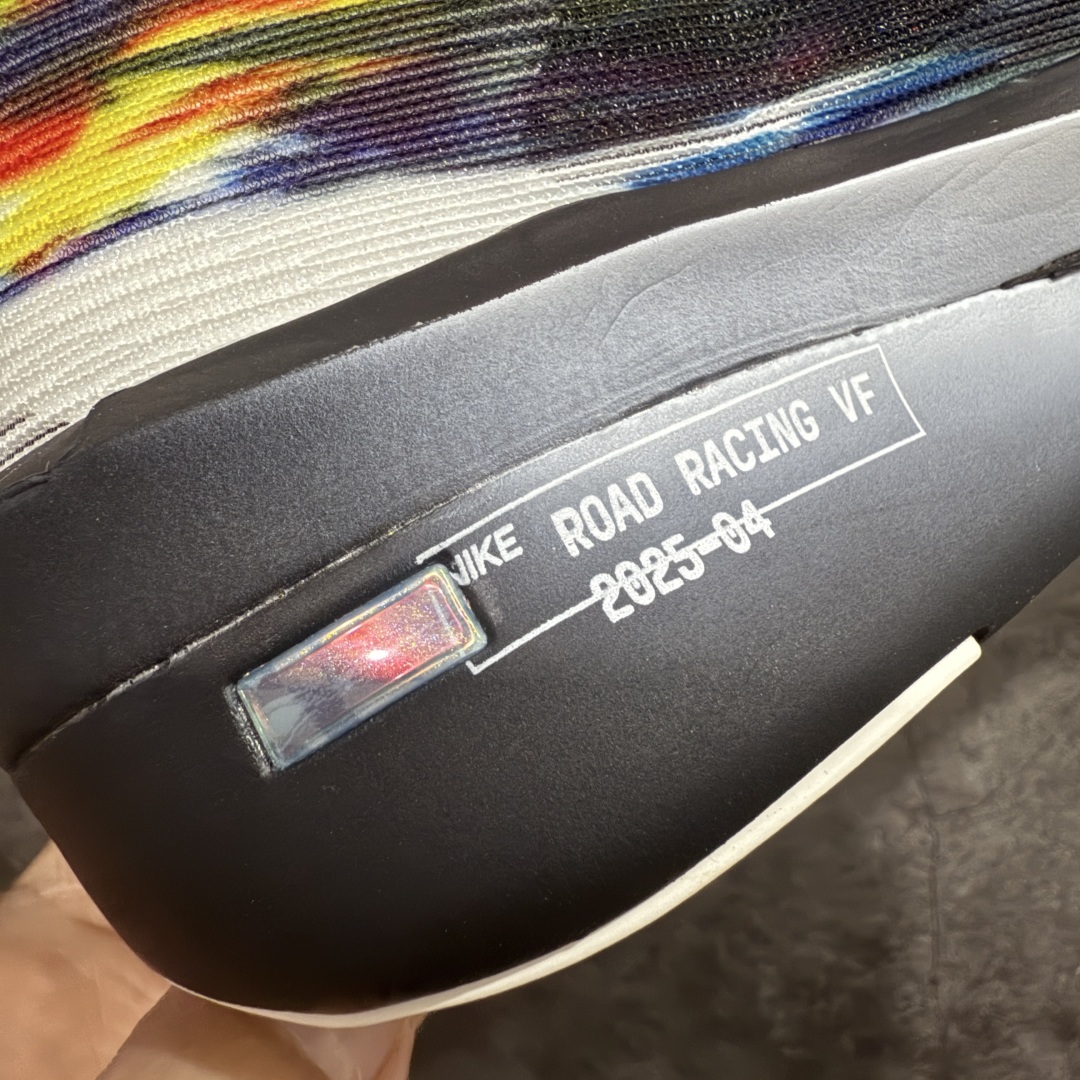 NIKE ROAD RACING VF
2025-04